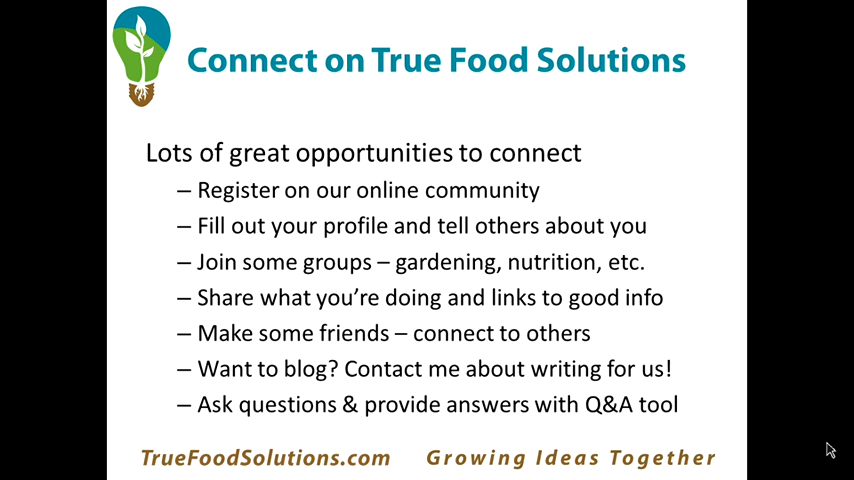 Connect on True Food Solutions
Lots of great opportunities to connect
– Register on our online community
– Fill out your profile and tell others about you
– Join some groups – gardening, nutrition, etc.
– Share what you’re doing and links to good info
– Make some friends – connect to others
– Want to blog? Contact me about writing for us!
– Ask questions & provide answers with Q&A tool
TrueFoodSolutions.com Growing Ideas Together